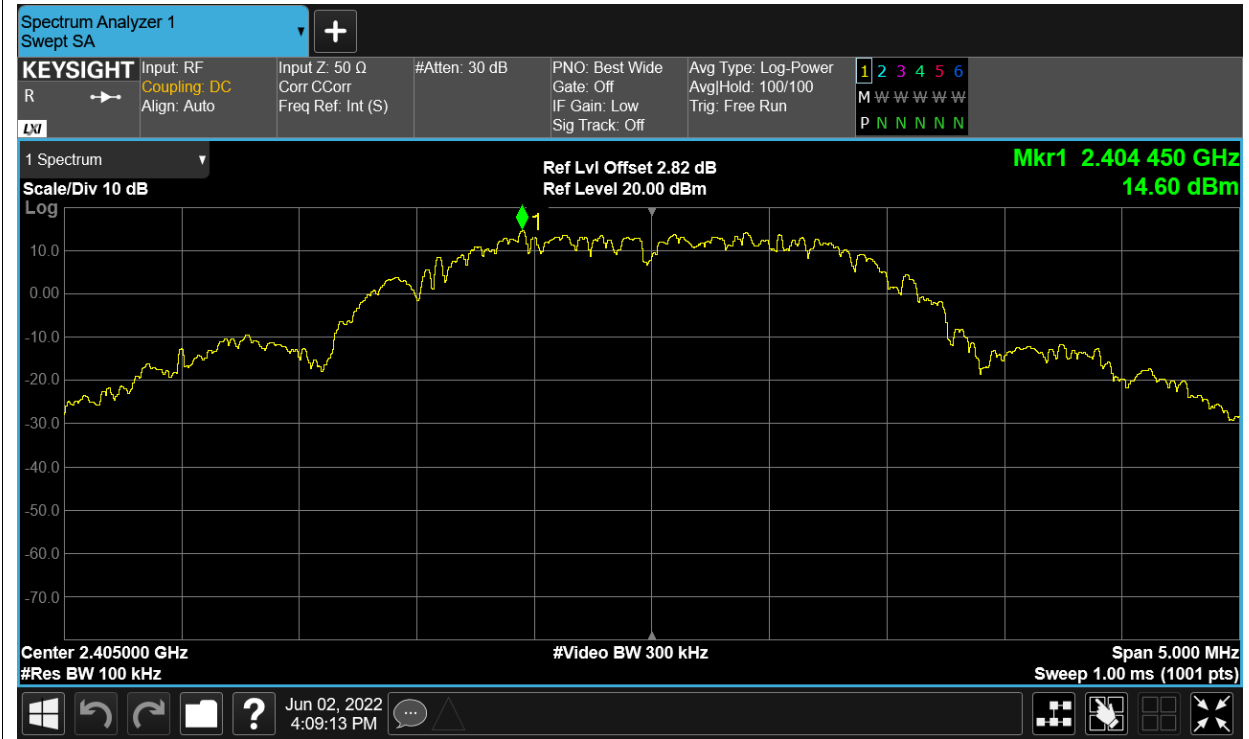 Spectrum Analyzer 1
Swept SA
+
KEYSIGHT Input: RF Input Z: 50 Ω #Atten: 30 dB PNO: Best Wide Avg Type: Log-Power 1 2 3 4 5 6
R Coupling: DC Corr CCorr Gate: Off Avg|Hold: 100/100 M W W W W W
Align: Auto Freq Ref: Int (S) IF Gain: Low Trig: Free Run P N N N N N
LXI Sig Track: Off
1 Spectrum Ref Lvl Offset 2.82 dB Mkr1 2.404 450 GHz
Scale/Div 10 dB Ref Level 20.00 dBm 14.60 dBm
Log
1
10.0
0.00
-10.0
-20.0
-30.0
-40.0
-50.0
-60.0
-70.0
Center 2.405000 GHz #Video BW 300 kHz Span 5.000 MHz
#Res BW 100 kHz Sweep 1.00 ms (1001 pts)
? Jun 02, 2022
4:09:13 PM